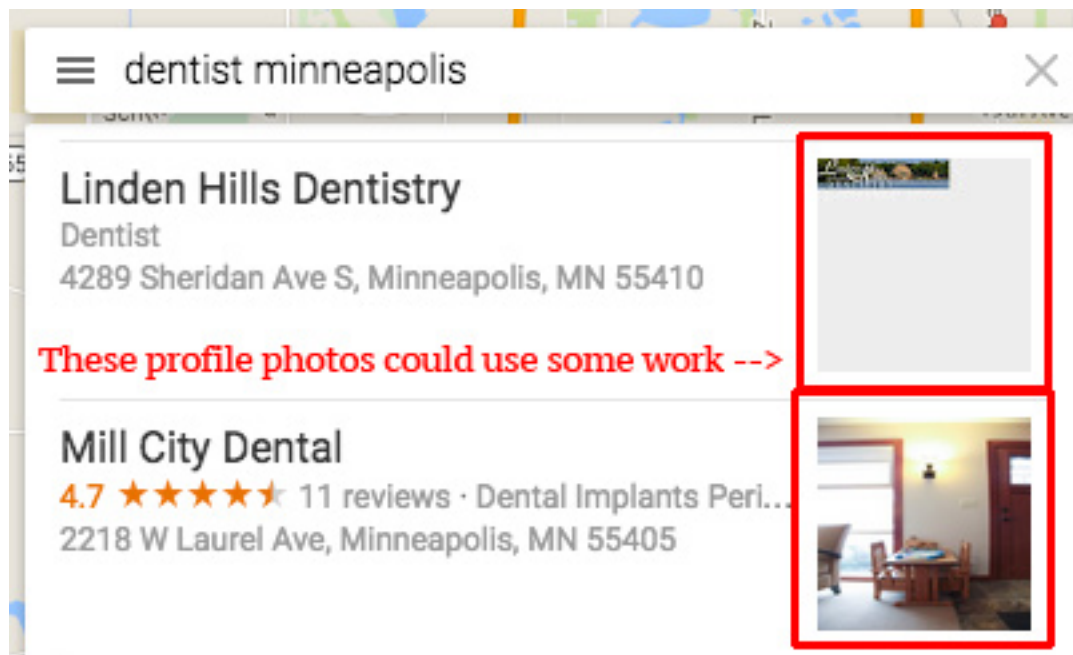 dentist minneapolis
Linden Hills Dentistry
Dentist
4289 Sheridan Ave S, Minneapolis, MN 55410
These profile photos could use some work -->
Mill City Dental
4.7 ★★★★★ 11 reviews · Dental Implants Peri...
2218 W Laurel Ave, Minneapolis, MN 55405